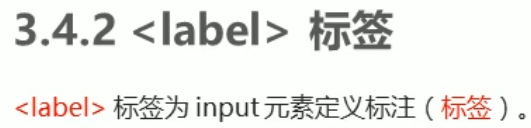 3.4.2 <label> 标签
<label> 标签为 input 元素定义标注（标签）。